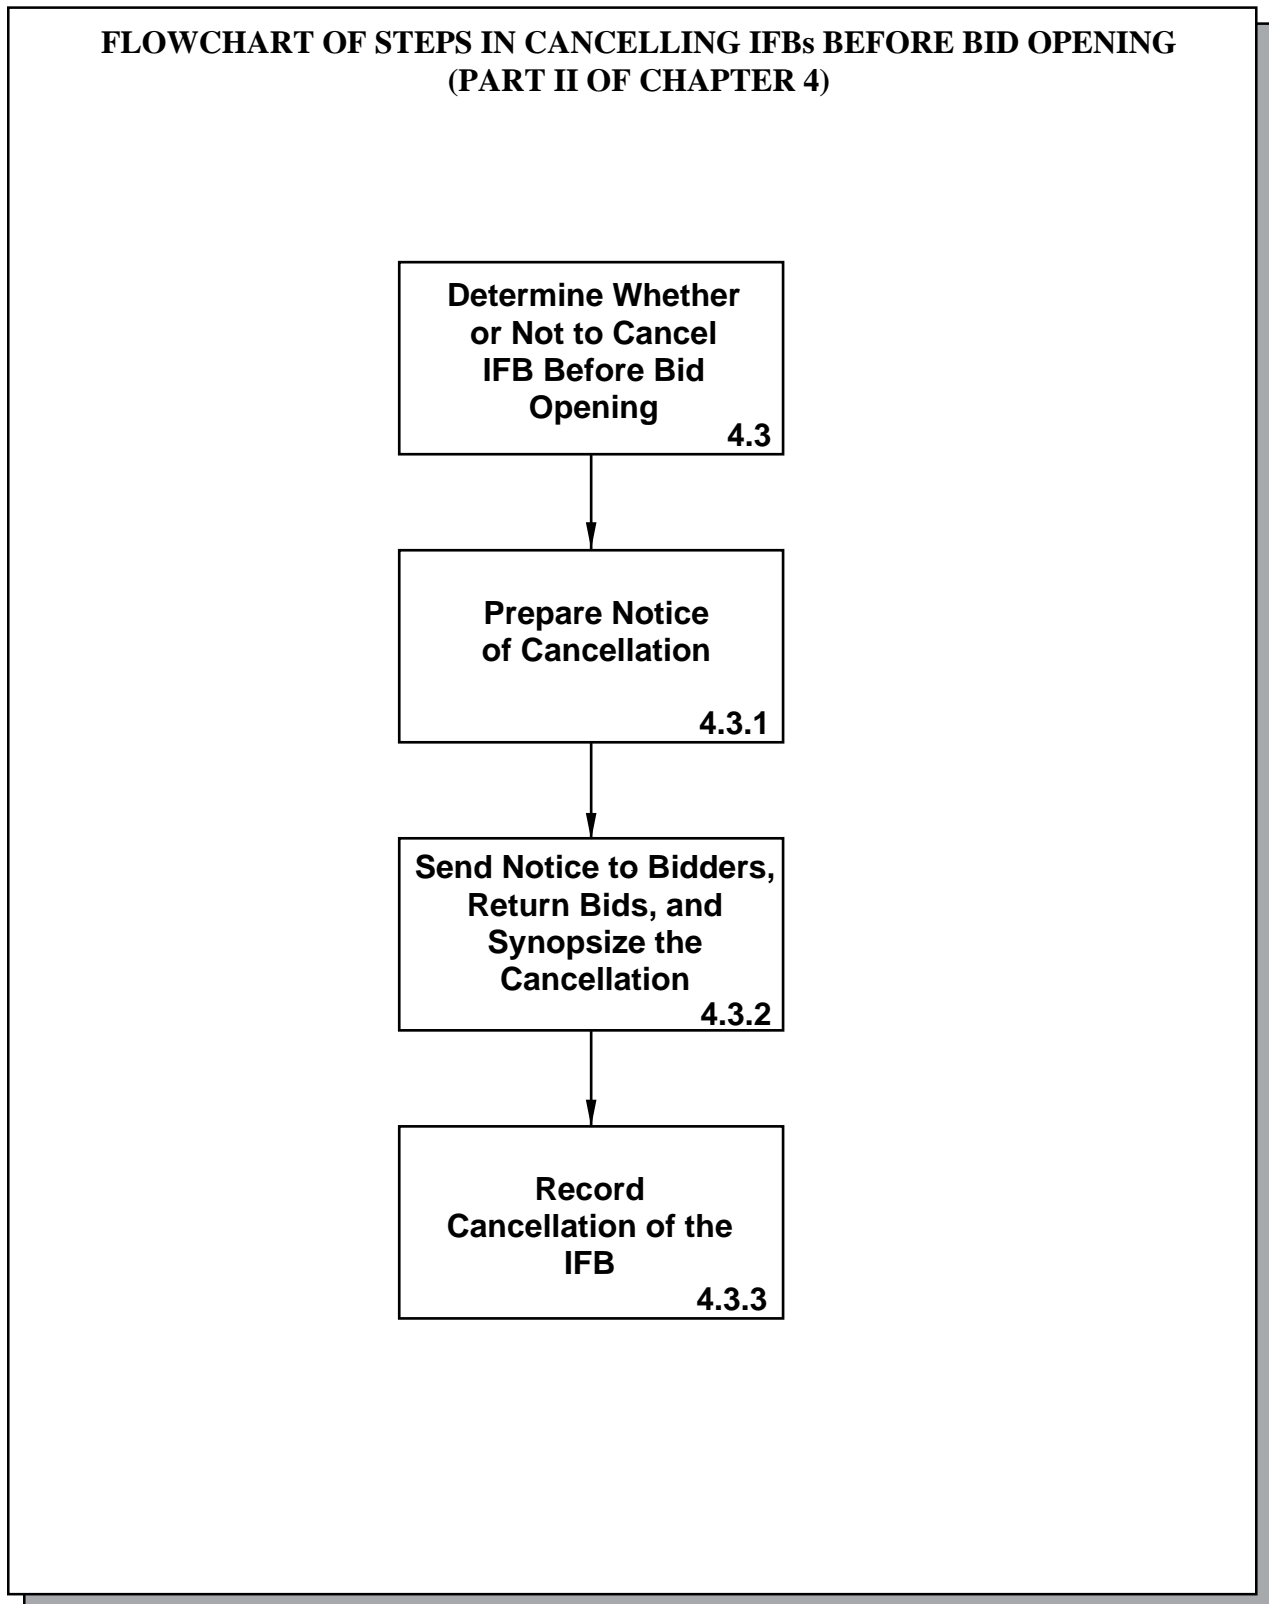 FLOWCHART OF STEPS IN CANCELLING IFBs BEFORE BID OPENING
(PART II OF CHAPTER 4)
Determine Whether
or Not to Cancel
IFB Before Bid
Opening
4.3
Prepare Notice
of Cancellation
4.3.1
Send Notice to Bidders,
Return Bids, and
Synopsize the
Cancellation
4.3.2
Record
Cancellation of the
IFB
4.3.3